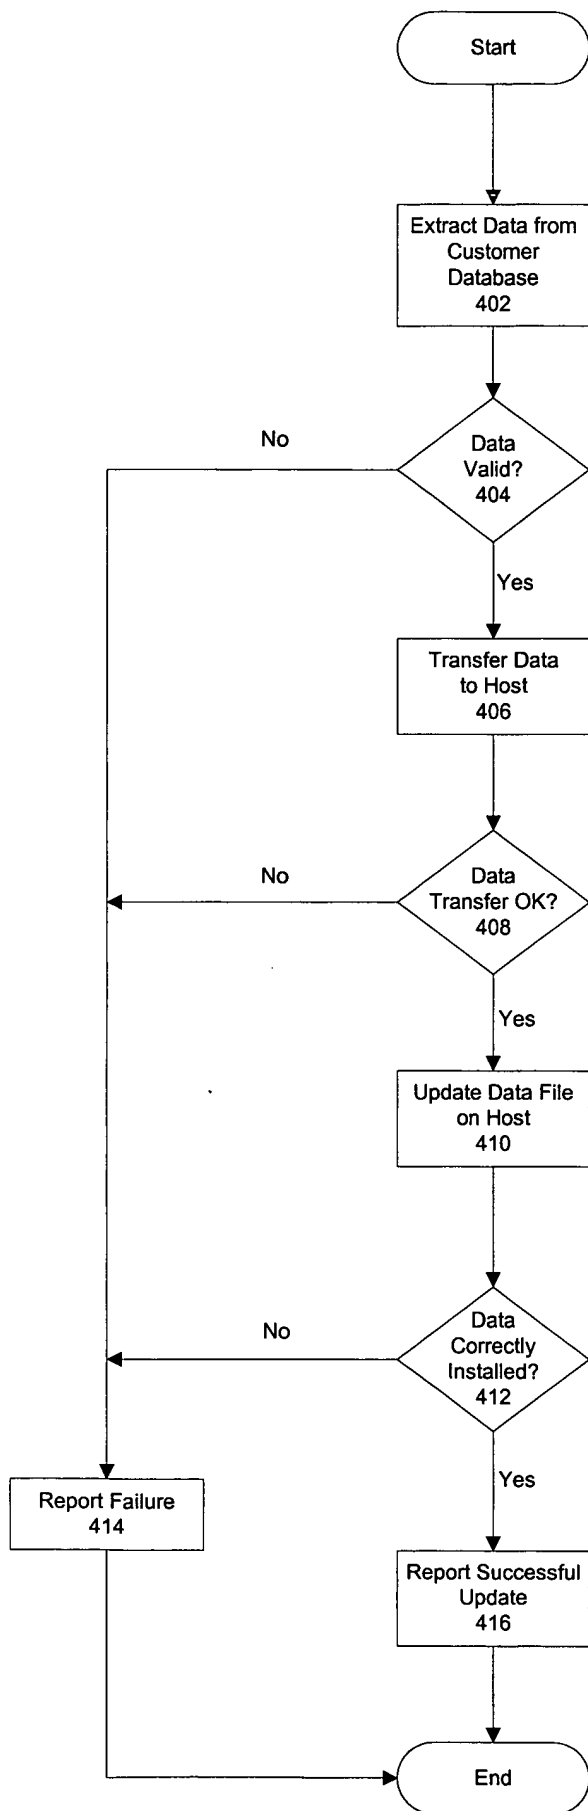 Start
Extract Data from
Customer
Database
402
No
Data
Valid?
404
Yes
Transfer Data
to Host
406
No
Data
Transfer OK?
408
Yes
Update Data File
on Host
410
No
Data
Correctly
Installed?
412
Yes
Report Failure
414
Report Successful
Update
416
End